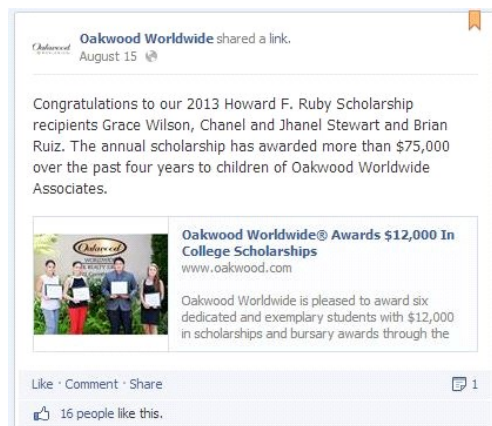 Oakwood
WORLDWIDE
Oakwood Worldwide shared a link.
August 15
Congratulations to our 2013 Howard F. Ruby Scholarship
recipients Grace Wilson, Chanel and Jhanel Stewart and Brian
Ruiz. The annual scholarship has awarded more than $75,000
over the past four years to children of Oakwood Worldwide
Associates.
Oakwood
WORLDWIDE
Oakwood Worldwide® Awards $12,000 In
College Scholarships
www.oakwood.com
Oakwood Worldwide is pleased to award six
dedicated and exemplary students with $12,000
in scholarships and bursary awards through the
Like · Comment · Share
1
16 people like this.